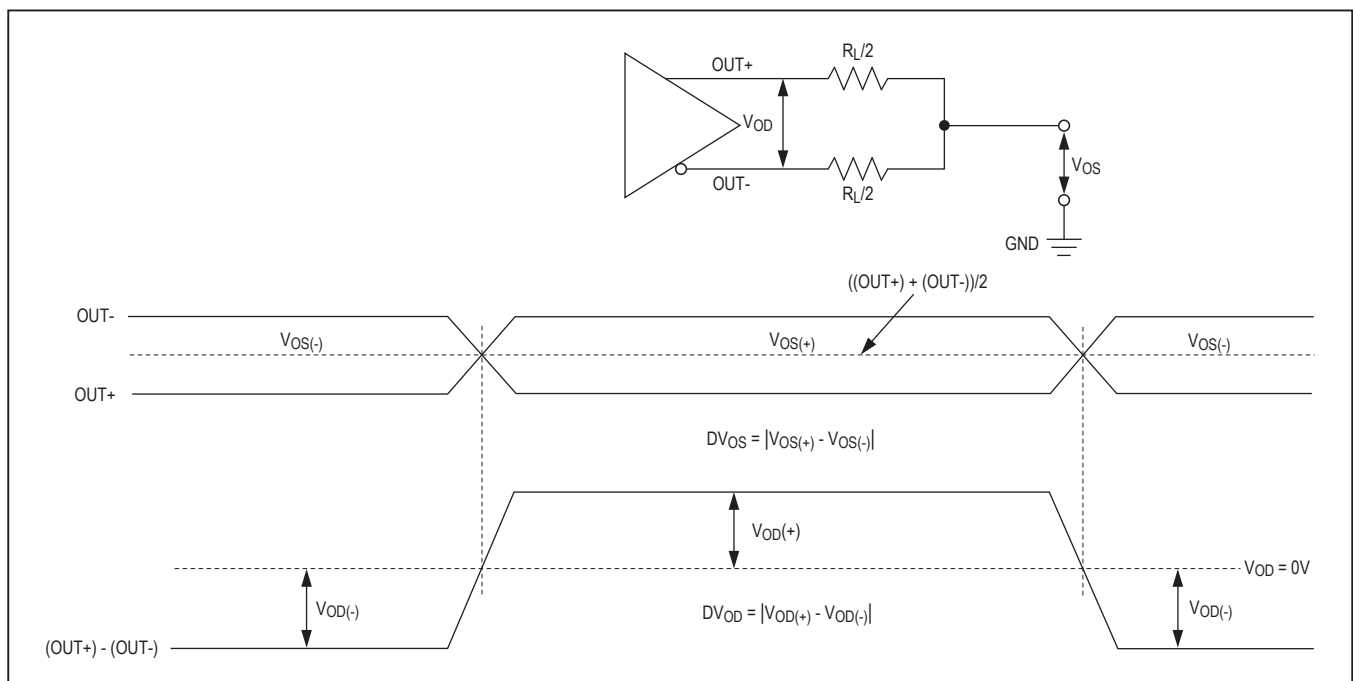 RL/2
OUT+
VOD
OUT-
RL/2
VOS
GND
((OUT+) + (OUT-))/2
OUT-
VOS(-)
VOS(+)
VOS(-)
OUT+
DVOS = |VOS(+) - VOS(-)|
VOD(+)
VOD = 0V
VOD(-)
DVOD = |VOD(+) - VOD(-)|
VOD(-)
(OUT+) - (OUT-)